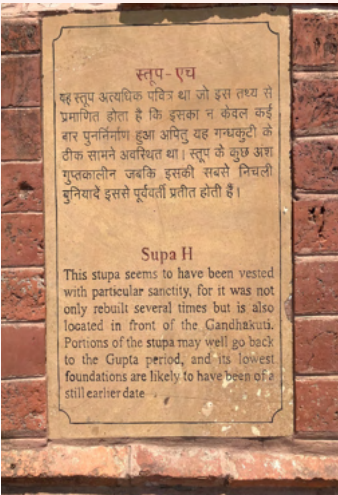 स्तूप- एच
यह स्तूप अत्यधिक पवित्र था जो इस तथ्य से
प्रमाणित होता है कि इसका न केवल कई
बार पुनर्निर्माण हुआ अपितु यह गन्धकुटी के
ठीक सामने अवस्थित था। स्तूप के कुछ अंश
गुप्तकालीन जबकि इसकी सबसे निचली
बुनियादें इससे पूर्ववर्ती प्रतीत होती हैं।
Supa H
This stupa seems to have been vested
with particular sanctity, for it was not
only rebuilt several times but is also
located in front of the Gandhakuti.
Portions of the stupa may well go back
to the Gupta period, and its lowest
foundations are likely to have been of a
still earlier date